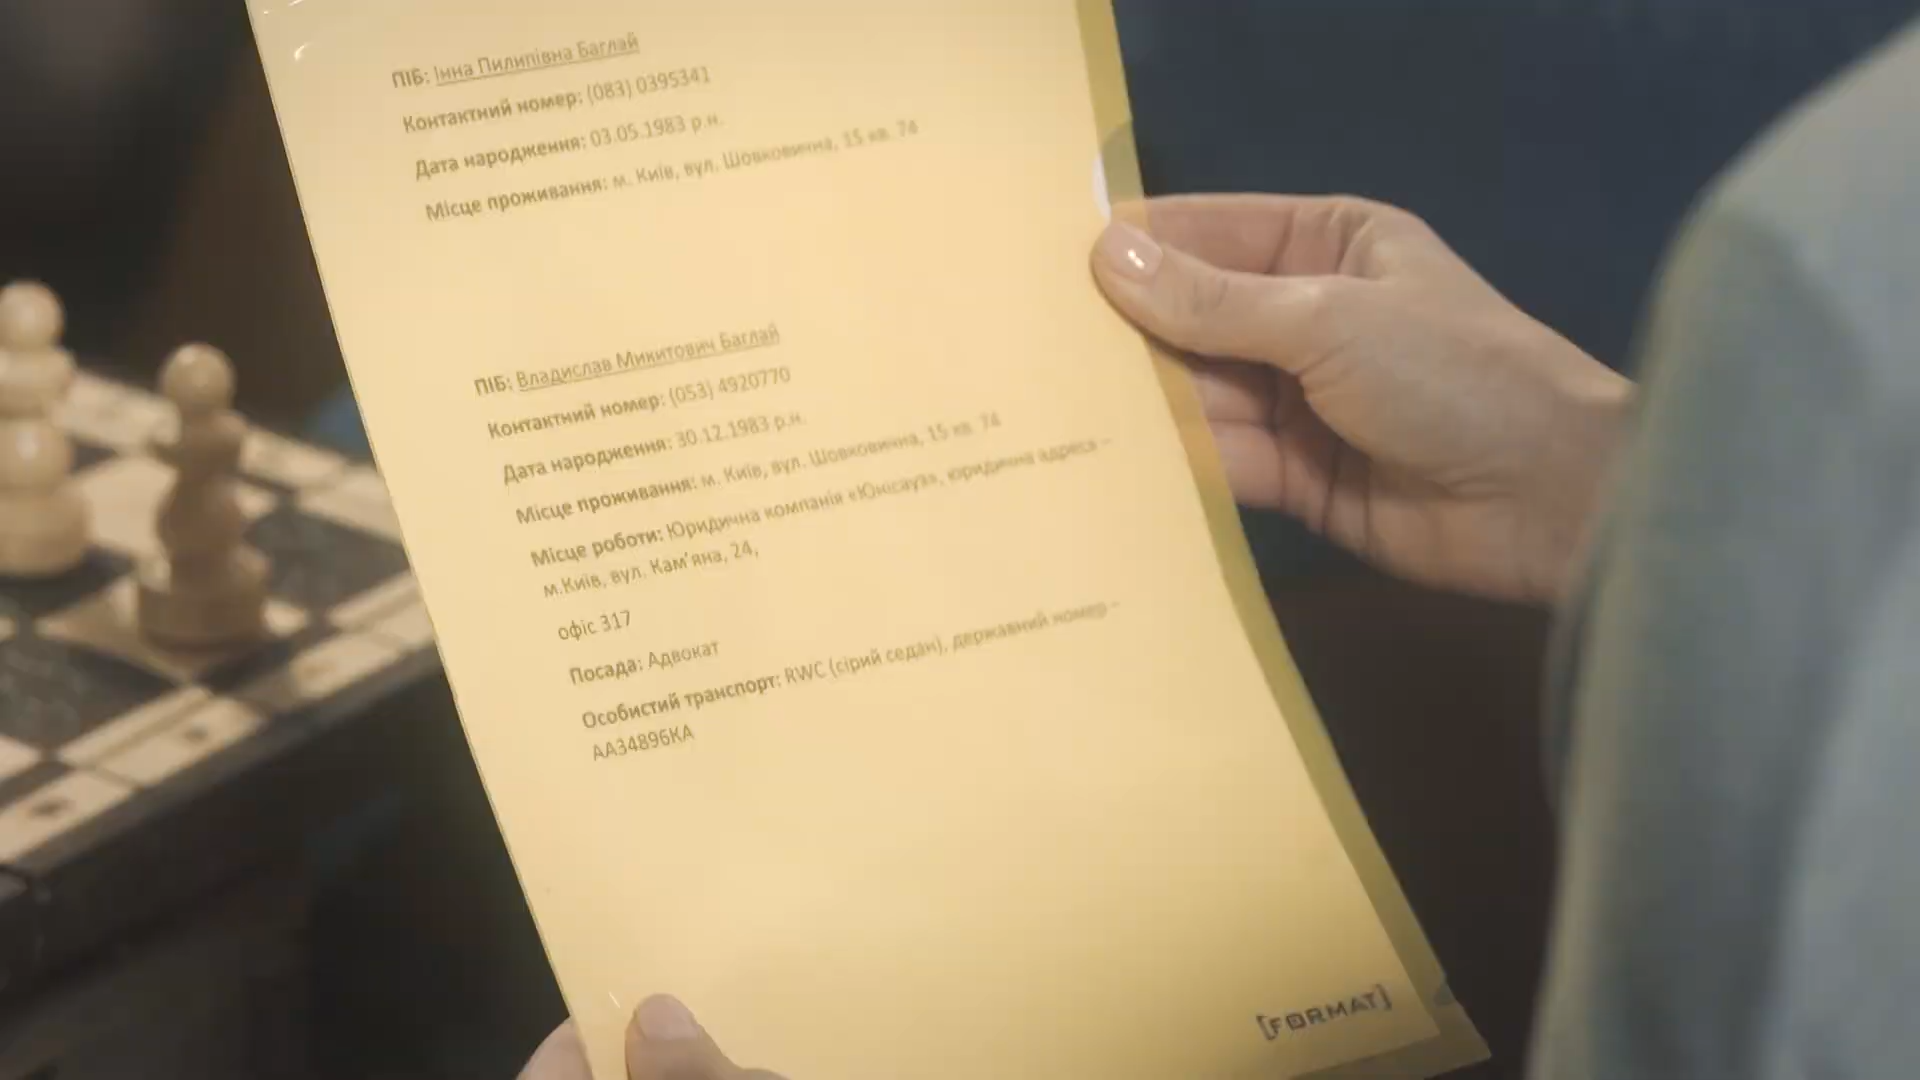 ПІБ: Інна Пилипівна Баглай
Контактний номер: (083) 0395341
Дата народження: 03.05.1983 р.н.
Місце проживання: м. Київ, вул. Шовковична, 15 кв. 74
ПІБ: Владислав Микитович Баглай
Контактний номер: (053) 4920770
Дата народження: 30.12.1983 р.н.
Місце проживання: м. Київ, вул. Шовковична, 15 кв. 74
Місце роботи: Юридична компанія «Юнісауз», юридична адреса –
м.Київ, вул. Кам'яна, 24,
офіс 317
Посада: Адвокат
Особистий транспорт: RWC (сірий седан), державний номер –
АА34896КА
[FORMAT]